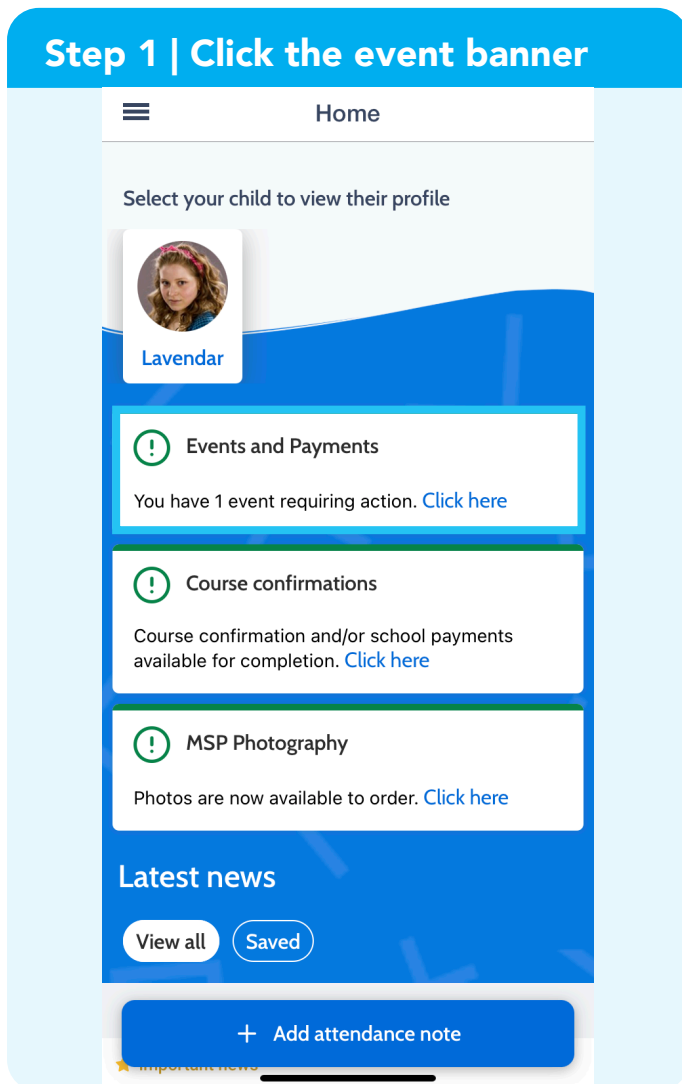 Step 1 | Click the event banner
Home
Select your child to view their profile
Lavendar
Events and Payments
You have 1 event requiring action. Click here
Course confirmations
Course confirmation and/or school payments
available for completion. Click here
MSP Photography
Photos are now available to order. Click here
Latest news
View all
Saved
+ Add attendance note
Important news